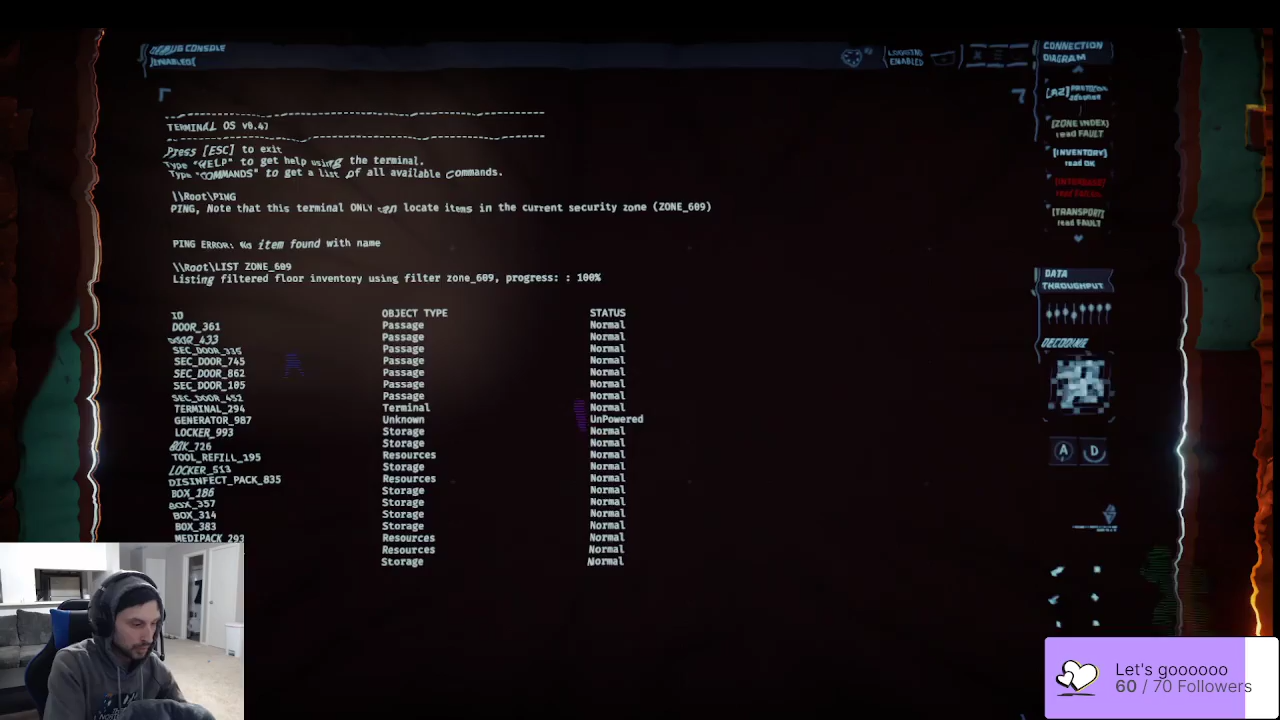 DEBUG CONSOLE
[ENABLED]
LOGGING
ENABLED
TERMINAL OS v0.47
Press [ESC] to exit
Type "HELP" to get help using the terminal.
Type "COMMANDS" to get a list of all available commands.
\\Root\PING
PING, Note that this terminal ONLY can locate items in the current security zone (ZONE_609)
PING ERROR: No item found with name
\\Root\LIST ZONE_609
Listing filtered floor inventory using filter zone_609, progress: : 100%
ID OBJECT TYPE STATUS
DOOR_361 Passage Normal
DOOR_433 Passage Normal
SEC_DOOR_336 Passage Normal
SEC_DOOR_745 Passage Normal
SEC_DOOR_862 Passage Normal
SEC_DOOR_105 Passage Normal
SEC_DOOR_452 Passage Normal
TERMINAL_294 Terminal Normal
GENERATOR_987 Unknown UnPowered
LOCKER_993 Storage Normal
BOX_726 Storage Normal
TOOL_REFILL_195 Resources Normal
LOCKER_513 Storage Normal
DISINFECT_PACK_835 Resources Normal
BOX_186 Storage Normal
BOX_357 Storage Normal
BOX_314 Storage Normal
BOX_383 Storage Normal
MEDIPACK_293 Resources Normal
Resources Normal
Storage Normal
CONNECTION
DIAGRAM
PROTOCOL
[ZONE INDEX]
read FAULT
[INVENTORY]
read OK
[TRANSPORT]
read FAULT
DATA
THROUGHPUT
DECODING
A D
Let's goooooo
60 / 70 Followers